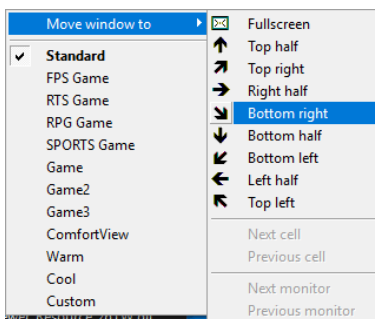 Move window to
Standard
FPS Game
RTS Game
RPG Game
SPORTS Game
Game
Game2
Game3
ComfortView
Warm
Cool
Custom
Fullscreen
Top half
Top right
Right half
Bottom right
Bottom half
Bottom left
Left half
Top left
Next cell
Previous cell
Next monitor
Previous monitor